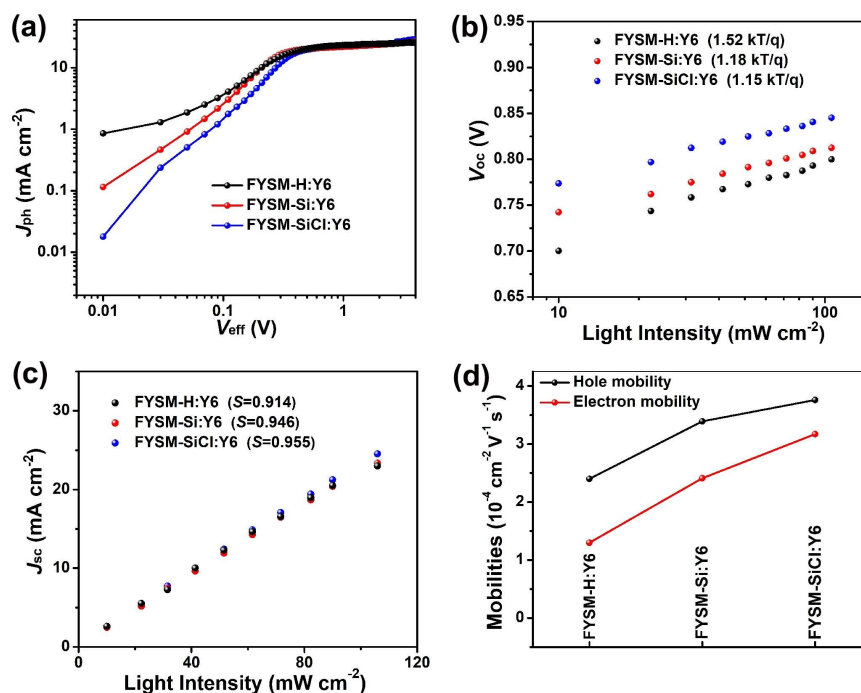 (a)
10
1
0.1
0.01
Jph (mA cm-2)
FYSM-H:Y6
FYSM-Si:Y6
FYSM-SiCl:Y6
0.01 0.1 1
Veff (V)
(b)
0.95
0.90
0.85
0.80
0.75
0.70
0.65
Voc (V)
FYSM-H:Y6 (1.52 kT/q)
FYSM-Si:Y6 (1.18 kT/q)
FYSM-SiCl:Y6 (1.15 kT/q)
10 100
Light Intensity (mW cm-2)
(c)
30
20
10
0
Jsc (mA cm-2)
FYSM-H:Y6 (S=0.914)
FYSM-Si:Y6 (S=0.946)
FYSM-SiCl:Y6 (S=0.955)
0 40 80 120
Light Intensity (mW cm-2)
(d)
4
3
2
1
0
Mobilities (10-4 cm-2 V-1 s-1)
Hole mobility
Electron mobility
FYSM-H:Y6
FYSM-Si:Y6
FYSM-SiCl:Y6